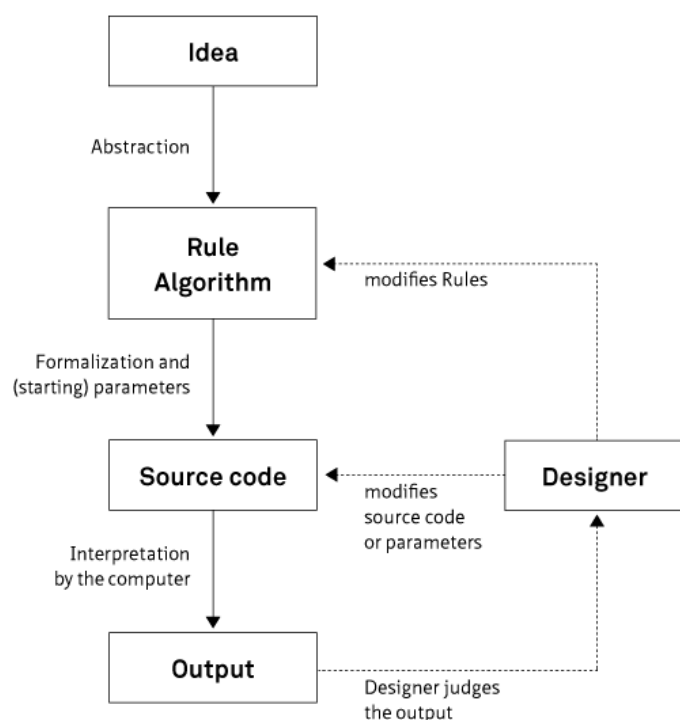 Idea
Abstraction
Rule
Algorithm
modifies Rules
Formalization and
(starting) parameters
Source code
Designer
modifies
source code
or parameters
Interpretation
by the computer
Output
Designer judges
the output